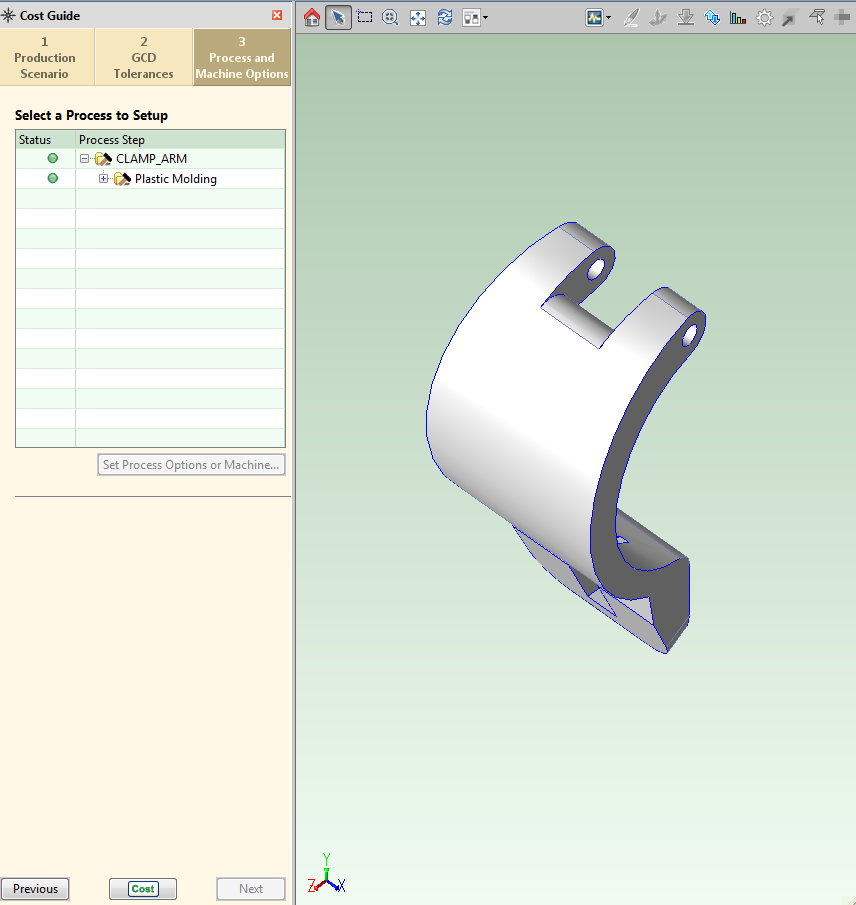 Cost Guide
1
Production
Scenario
2
GCD
Tolerances
3
Process and
Machine Options
Select a Process to Setup
Status Process Step
CLAMP_ARM
Plastic Molding
Set Process Options or Machine...
Previous
Cost
Next
Y
Z
X